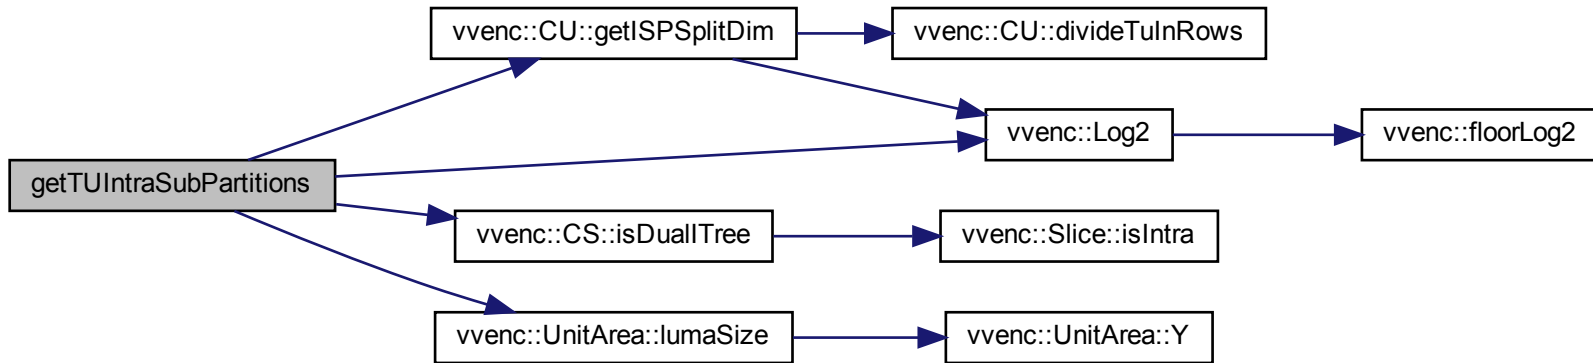 vvenc::CU::getISPSplitDim
vvenc::CU::divideTuInRows
vvenc::Log2
vvenc::floorLog2
getTUIntraSubPartitions
vvenc::CS::isDualITree
vvenc::Slice::isIntra
vvenc::UnitArea::lumaSize
vvenc::UnitArea::Y